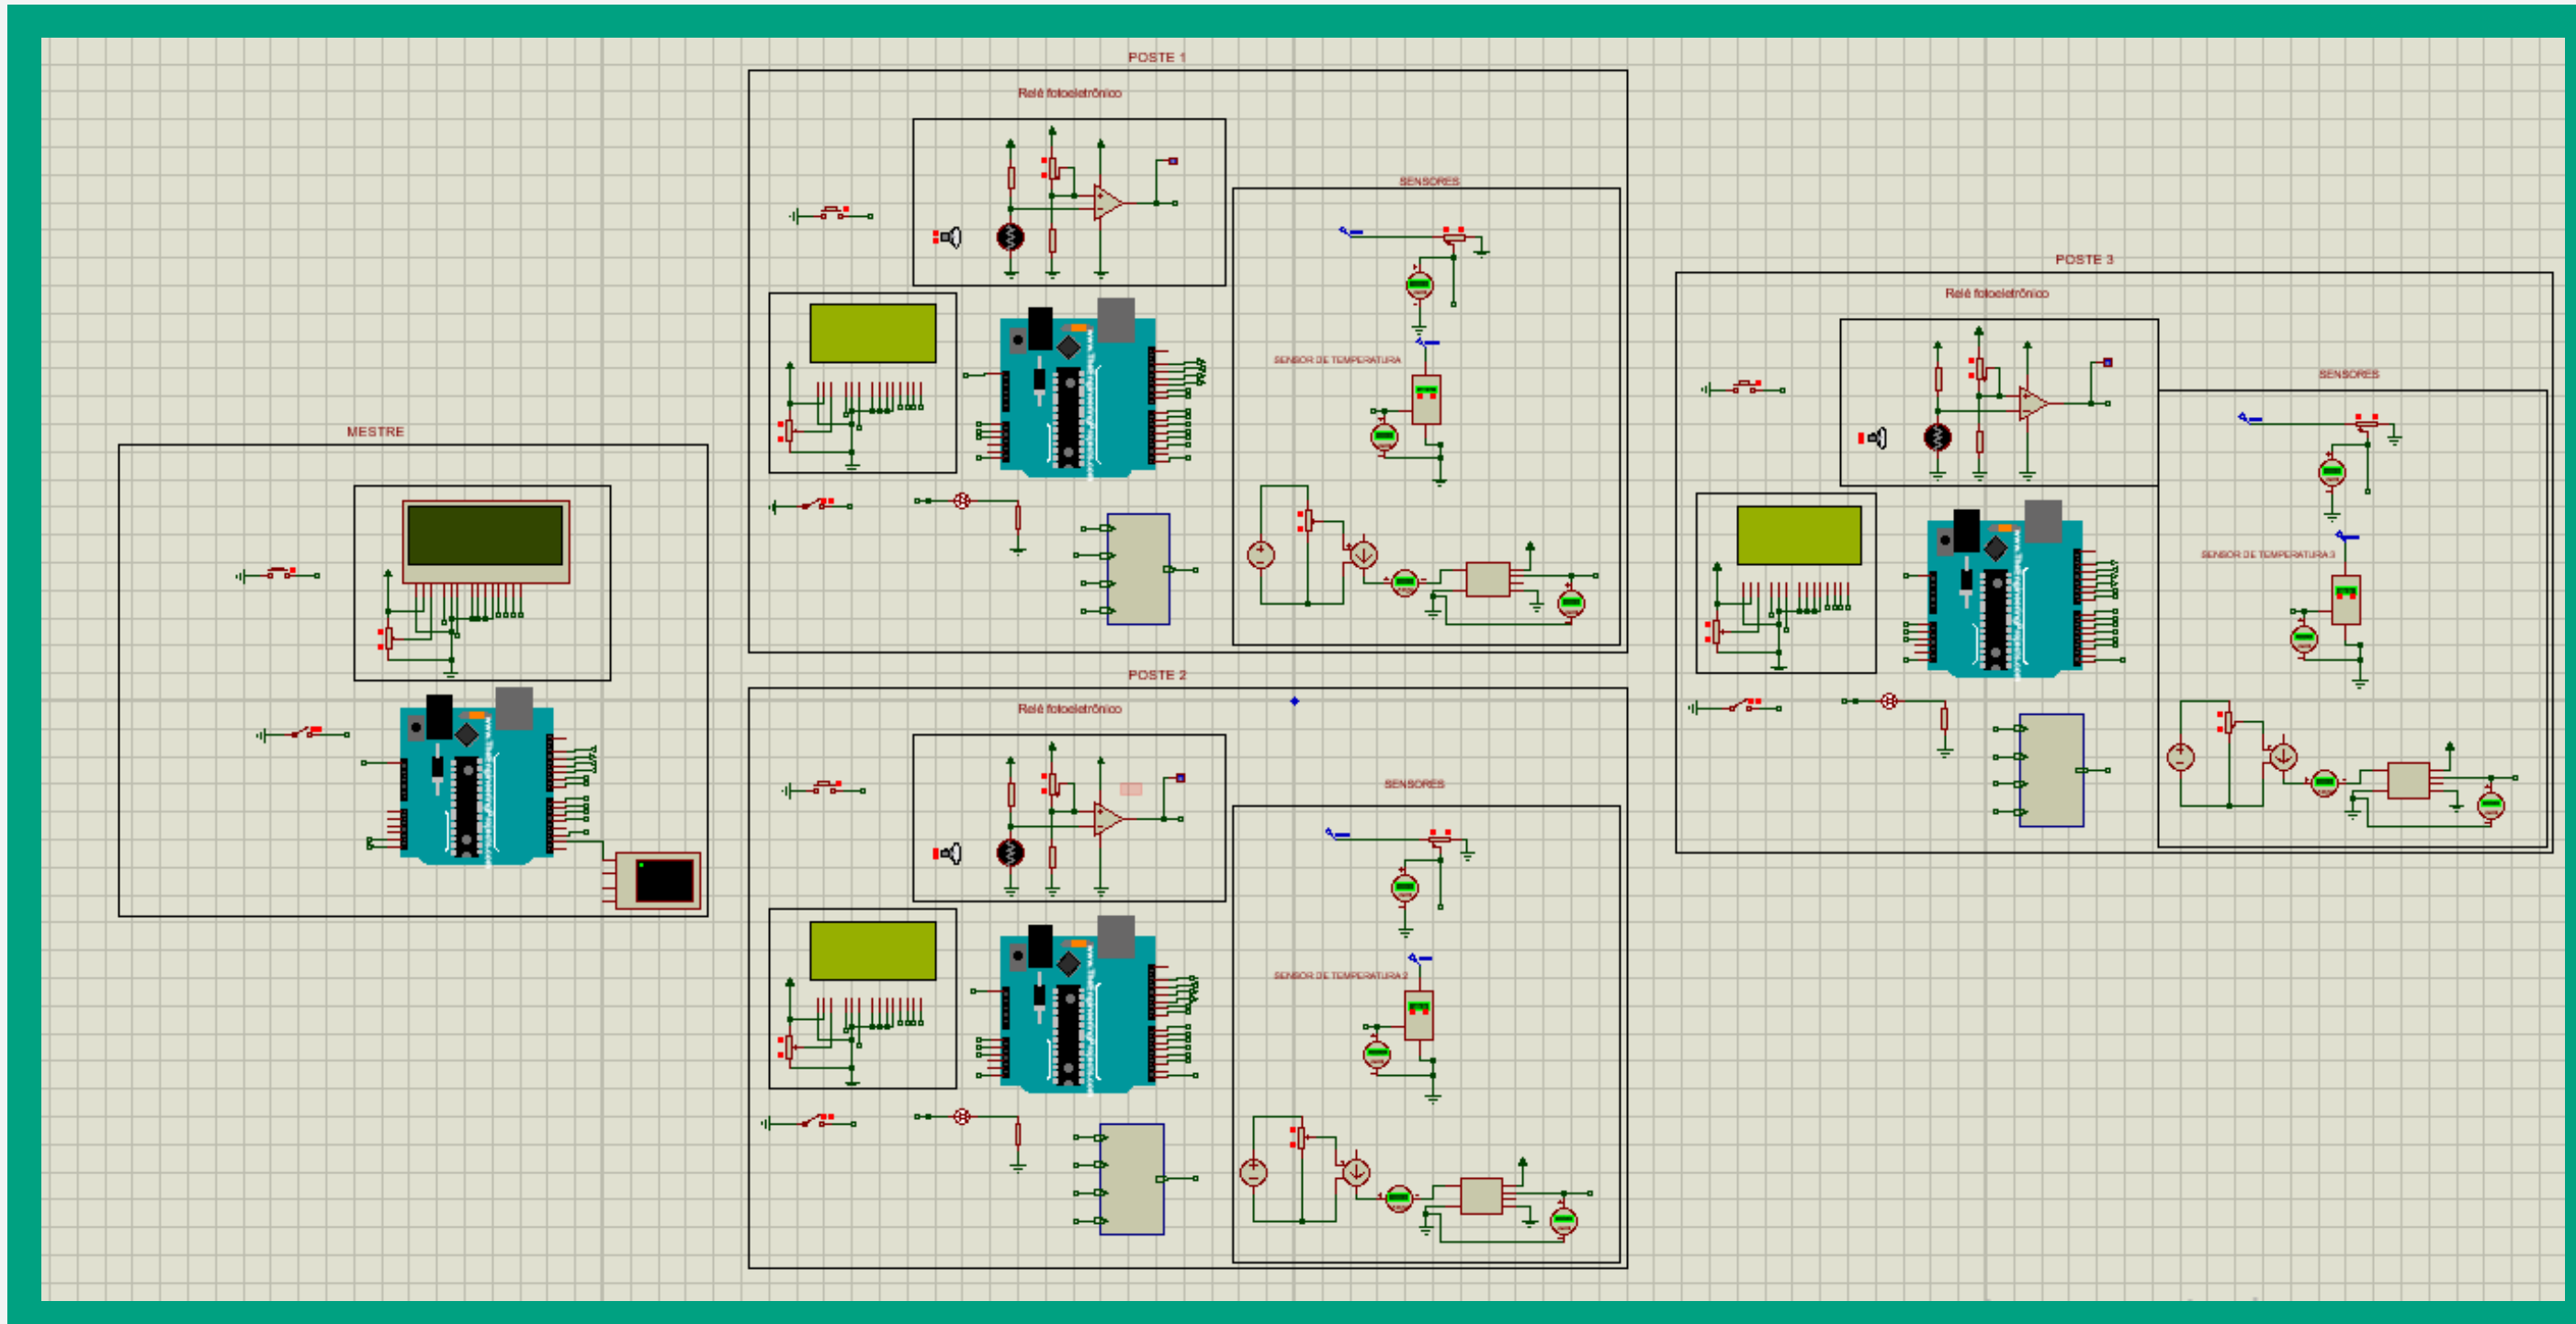 POSTE 1
Relé fotoeletrônico
SENSORES
SENSOR DE TEMPERATURA
MESTRE
POSTE 2
Relé fotoeletrônico
SENSORES
SENSOR DE TEMPERATURA 2
POSTE 3
Relé fotoeletrônico
SENSORES
SENSOR DE TEMPERATURA 3